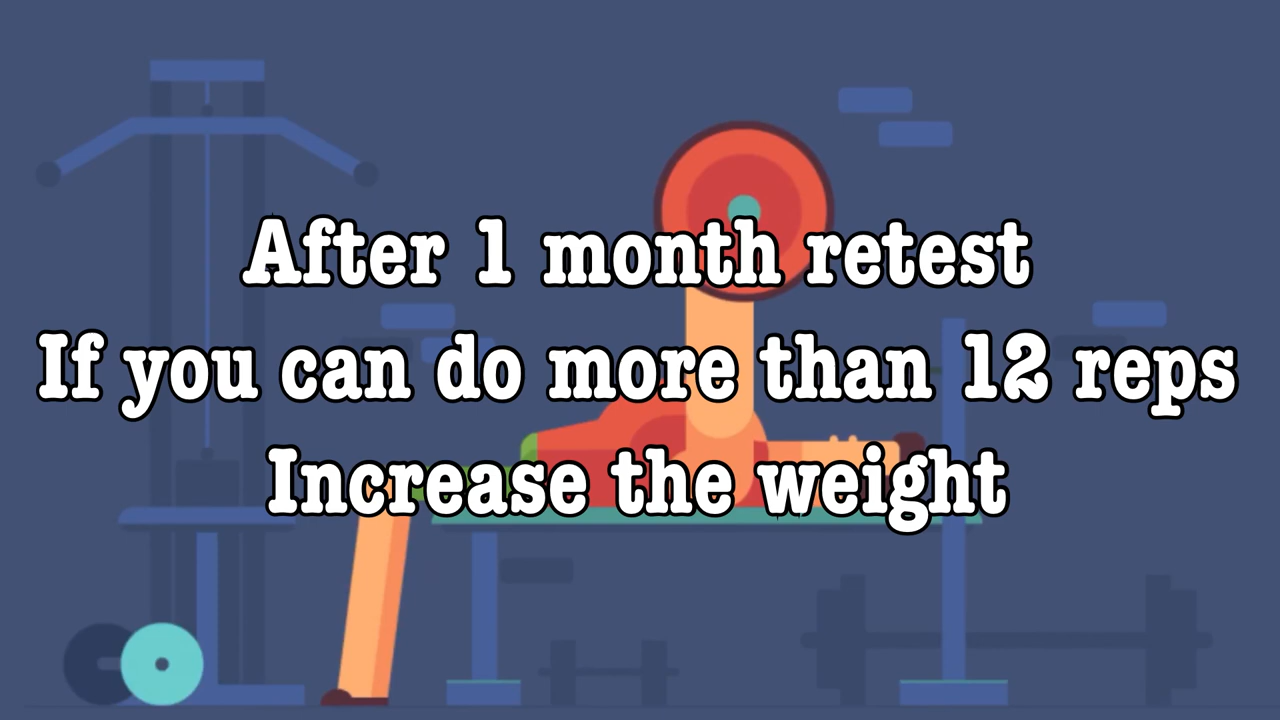 After 1 month retest
If you can do more than 12 reps
Increase the weight